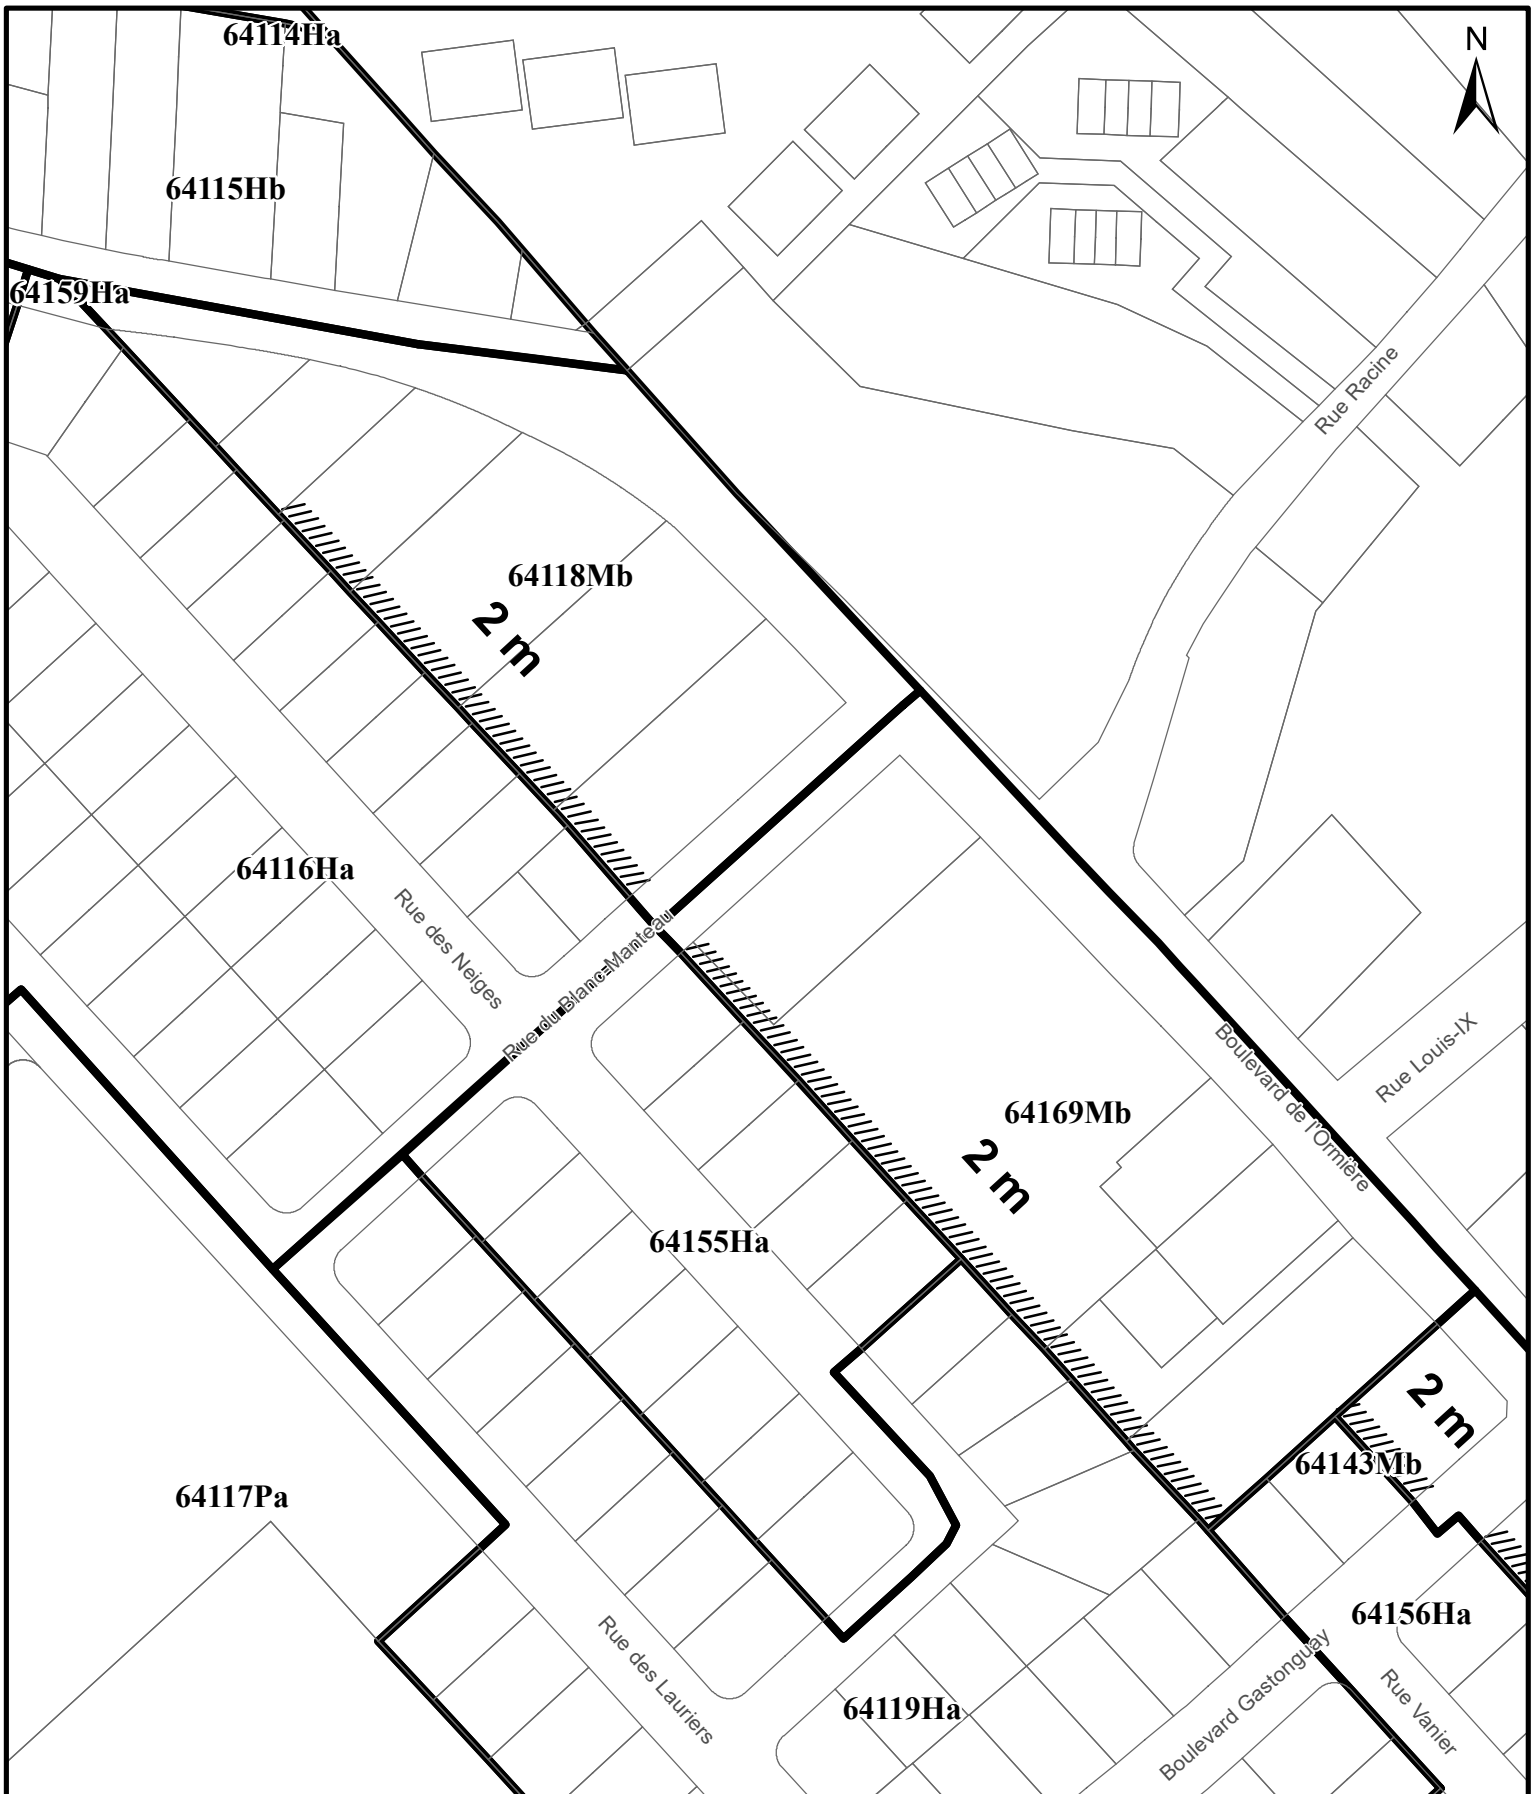 64114Ha
N
64115Hb
64159Ha
Rue Racine
64118Mb
2 m
64116Ha
Rue des Neiges
Rue du Blanc-Manteau
Rue Louis-IX
Boulevard de l'Ormière
64169Mb
2 m
64155Ha
2 m
64143Mb
64117Pa
64156Ha
Rue des Lauriers
Boulevard Gastonguay
Rue Vanier
64119Ha